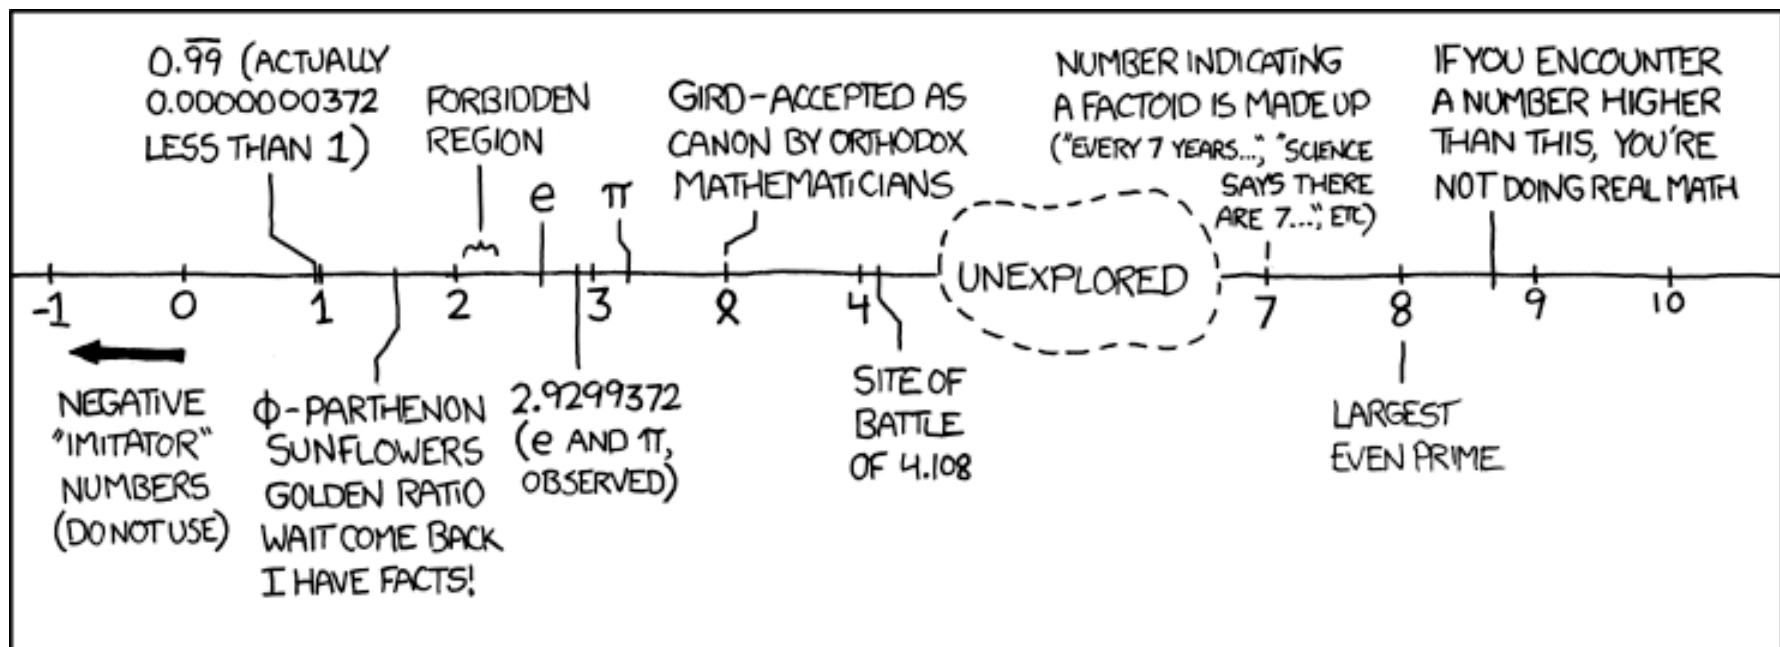 0.9̅9̅ (ACTUALLY
0.0000000372
LESS THAN 1)
FORBIDDEN
REGION
e
π
GIRD-ACCEPTED AS
CANON BY ORTHODOX
MATHEMATICIANS
NUMBER INDICATING
A FACTOID IS MADE UP
("EVERY 7 YEARS...", "SCIENCE
SAYS THERE
ARE 7...", ETC)
IF YOU ENCOUNTER
A NUMBER HIGHER
THAN THIS, YOU'RE
NOT DOING REAL MATH
UNEXPLORED
-1 0 1 2 3 4 7 8 9 10
NEGATIVE
"IMITATOR"
NUMBERS
(DO NOT USE)
ϕ-PARTHENON
SUNFLOWERS
GOLDEN RATIO
WAIT COME BACK
I HAVE FACTS!
2.9299372
(e AND π,
OBSERVED)
SITE OF
BATTLE
OF 4.108
LARGEST
EVEN PRIME